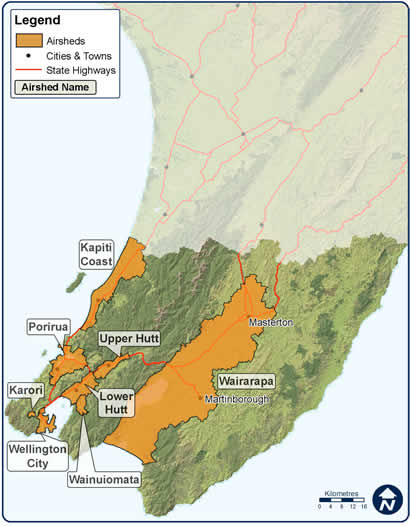 Legend
Airsheds
Cities & Towns
State Highways
Airshed Name
Kapiti
Coast
Porirua
Upper Hutt
Masterton
Karori
Lower
Hutt
Wairarapa
Martinborough
Wellington
City
Wainuiomata
Kilometres
0 2 4 8 12 16
N